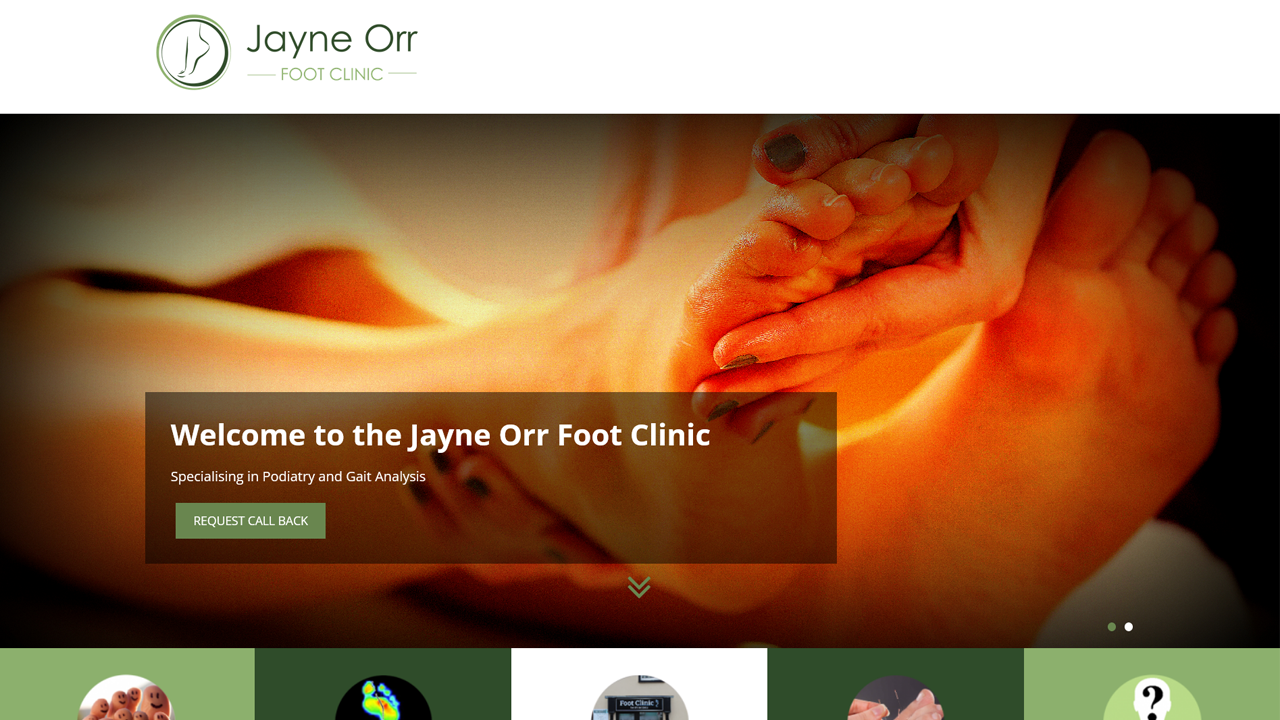 Jayne Orr
FOOT CLINIC
Welcome to the Jayne Orr Foot Clinic
Specialising in Podiatry and Gait Analysis
REQUEST CALL BACK
Foot Clinic
?